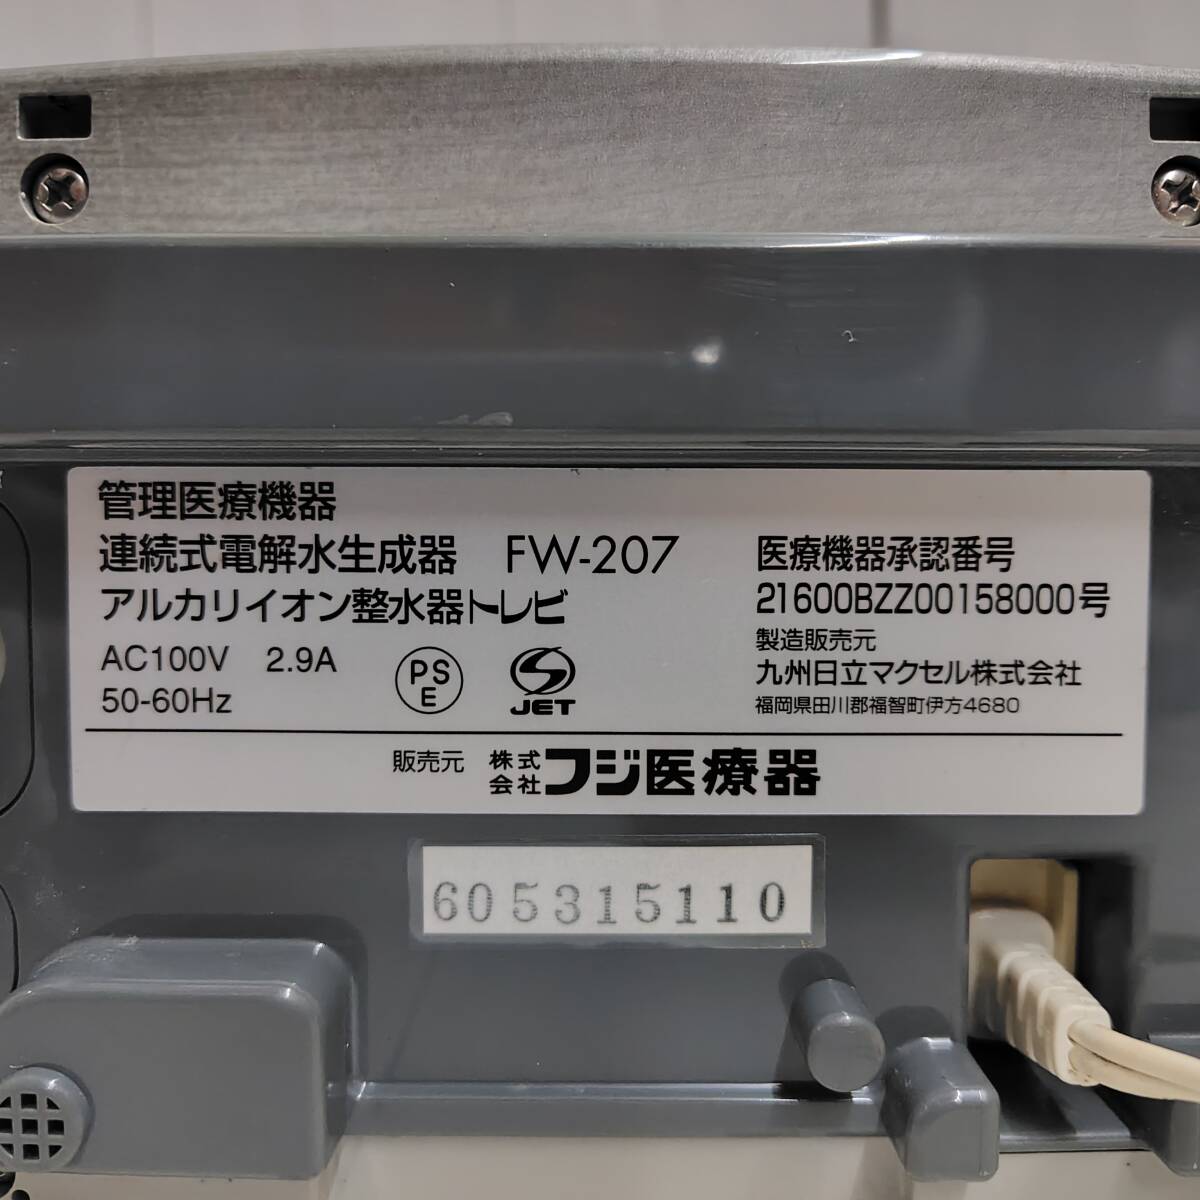 管理医療機器
連続式電解水生成器 FW-207
アルカリイオン整水器トレビ
AC100V 2.9A
50-60Hz
PS
E
JET
医療機器承認番号
21600BZZ00158000号
製造販売元
九州日立マクセル株式会社
福岡県田川郡福智町伊方4680
販売元 株式会社フジ医療器
605315110